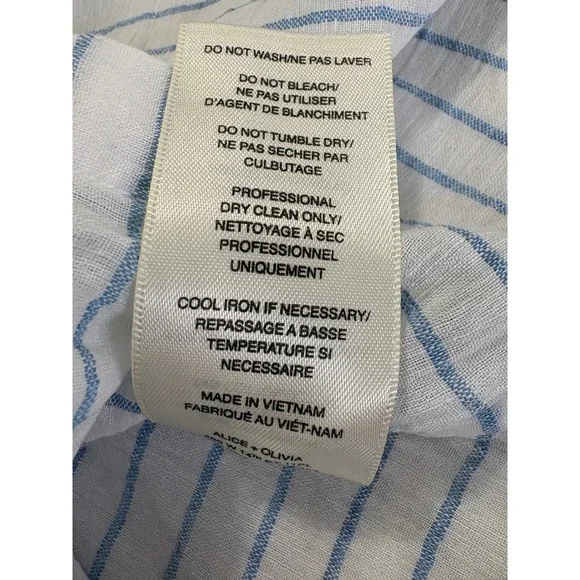 DO NOT WASH/NE PAS LAVER
DO NOT BLEACH/
NE PAS UTILISER
D'AGENT DE BLANCHIMENT
DO NOT TUMBLE DRY/
NE PAS SECHER PAR
CULBUTAGE
PROFESSIONAL
DRY CLEAN ONLY/
NETTOYAGE À SEC
PROFESSIONNEL
UNIQUEMENT
COOL IRON IF NECESSARY/
REPASSAGE A BASSE
TEMPERATURE SI
NECESSAIRE
MADE IN VIETNAM
FABRIQUÉ AU VIÊT-NAM
ALICE + OLIVIA